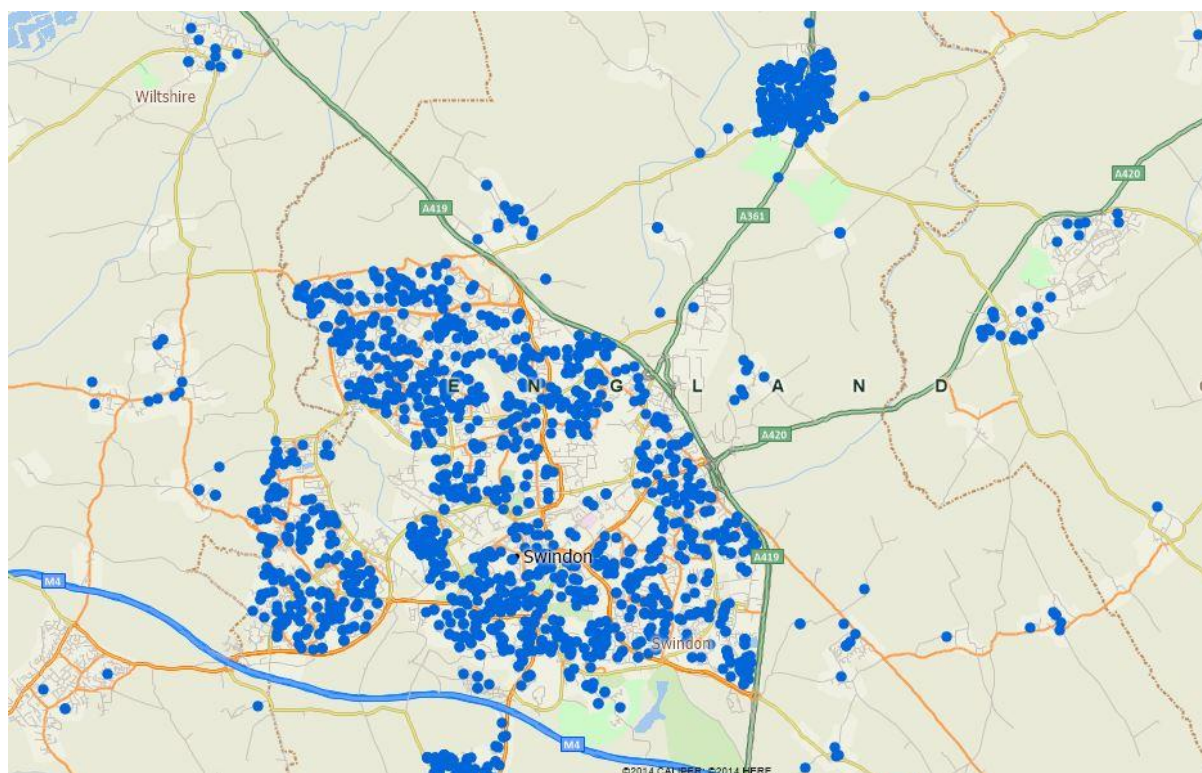 Wiltshire
A419
A361
A420
E N G L A N D
A420
Swindon
A419
M4
Swindon
M4
©2014 CALIPER; ©2014 HERE